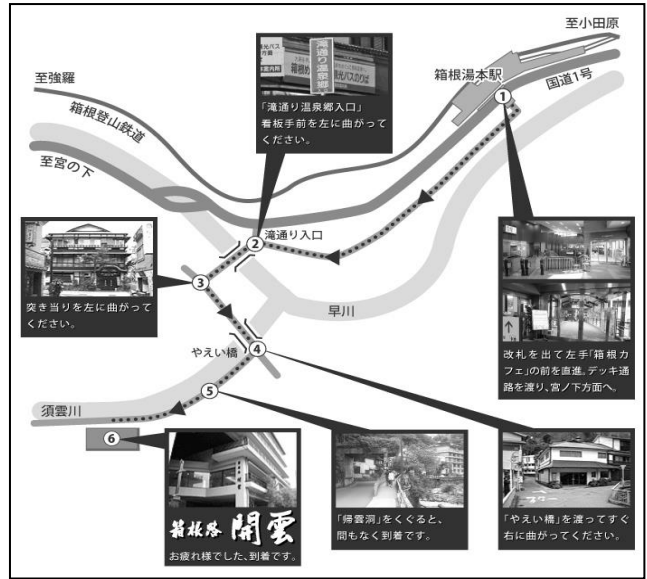 至小田原
箱根湯本駅
国道1号
①
至強羅
箱根登山鉄道
至宮の下
滝通り温泉郷
「滝通り温泉郷入口」
看板手前を左に曲がって
ください。
②
滝通り入口
③
突き当りを左に曲がって
ください。
早川
やえい橋
④
改札を出て左手「箱根カ
フェ」の前を直進。デッキ通
路を渡り、宮ノ下方面へ。
⑤
須雲川
⑥
箱根路 開雲
お疲れ様でした、到着です。
「帰雲洞」をくぐると、
間もなく到着です。
「やえい橋」を渡ってすぐ
右に曲がってください。